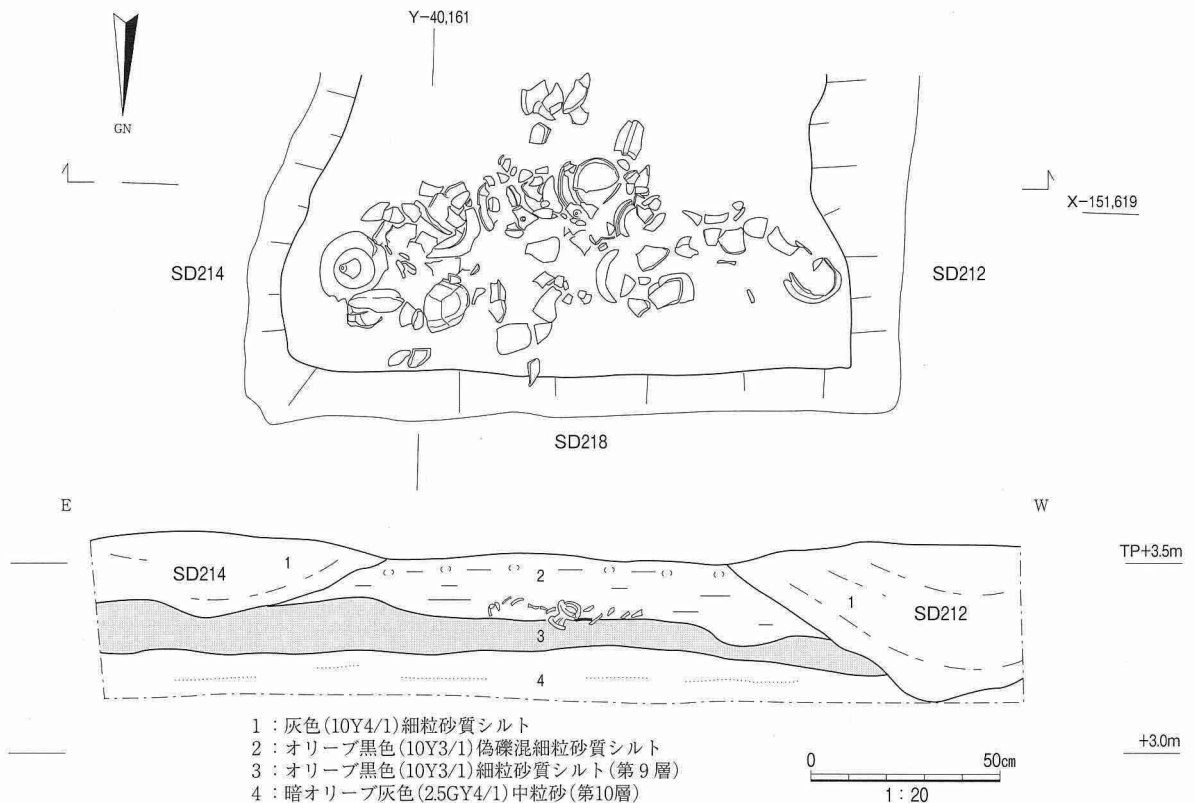 Y-40,161
GN
X-151,619
SD214
SD212
SD218
E
W
TP+3.5m
SD214
1
2
1
SD212
3
4
1：灰色(10Y4/1)細粒砂質シルト
2：オリーブ黒色(10Y3/1)偽礫混細粒砂質シルト
3：オリーブ黒色(10Y3/1)細粒砂質シルト(第9層)
4：暗オリーブ灰色(2.5GY4/1)中粒砂(第10層)
+3.0m
0 50cm
1：20